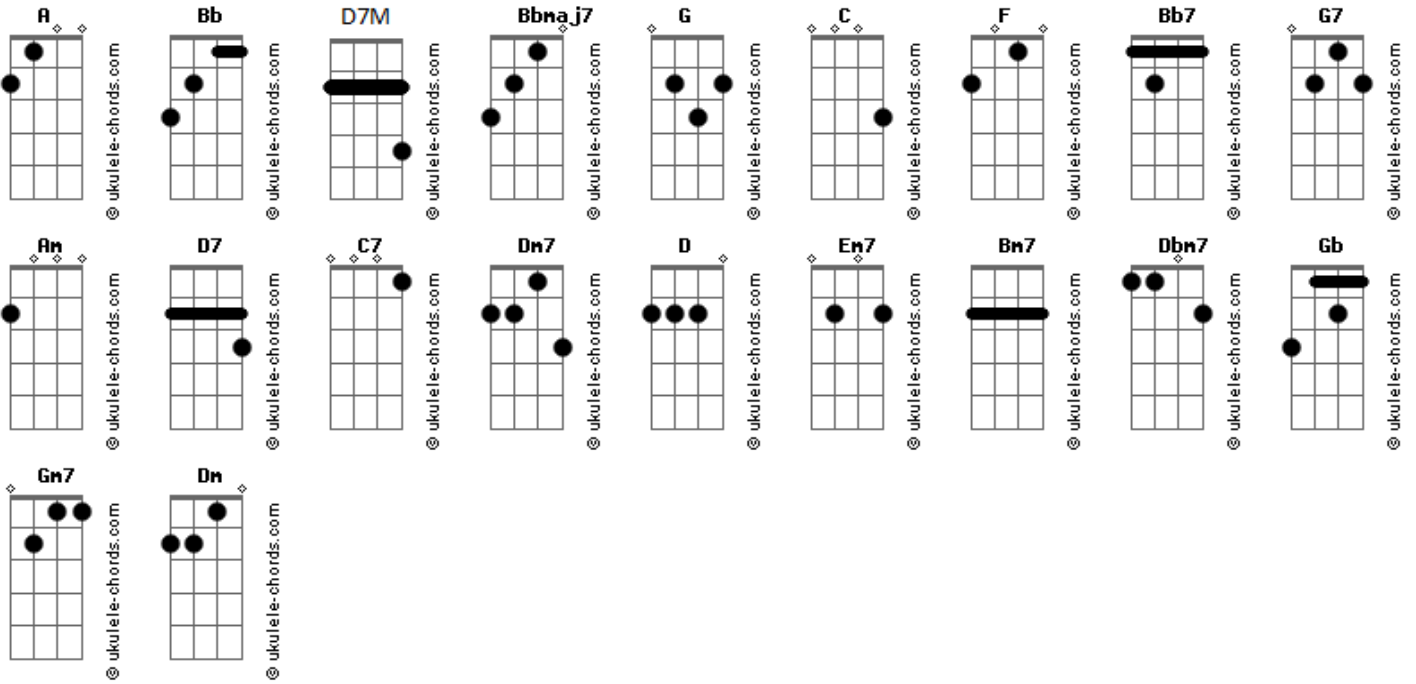 A Bb D7M Bbmaj7 G C F Bb7 G7
© ukulele-chords.com © ukulele-chords.com © ukulele-chords.com © ukulele-chords.com © ukulele-chords.com © ukulele-chords.com © ukulele-chords.com © ukulele-chords.com © ukulele-chords.com
Am D7 C7 Dm7 D Em7 Bm7 Dbm7 Gb
© ukulele-chords.com © ukulele-chords.com © ukulele-chords.com © ukulele-chords.com © ukulele-chords.com © ukulele-chords.com © ukulele-chords.com © ukulele-chords.com © ukulele-chords.com
Gm7 Dm
© ukulele-chords.com © ukulele-chords.com